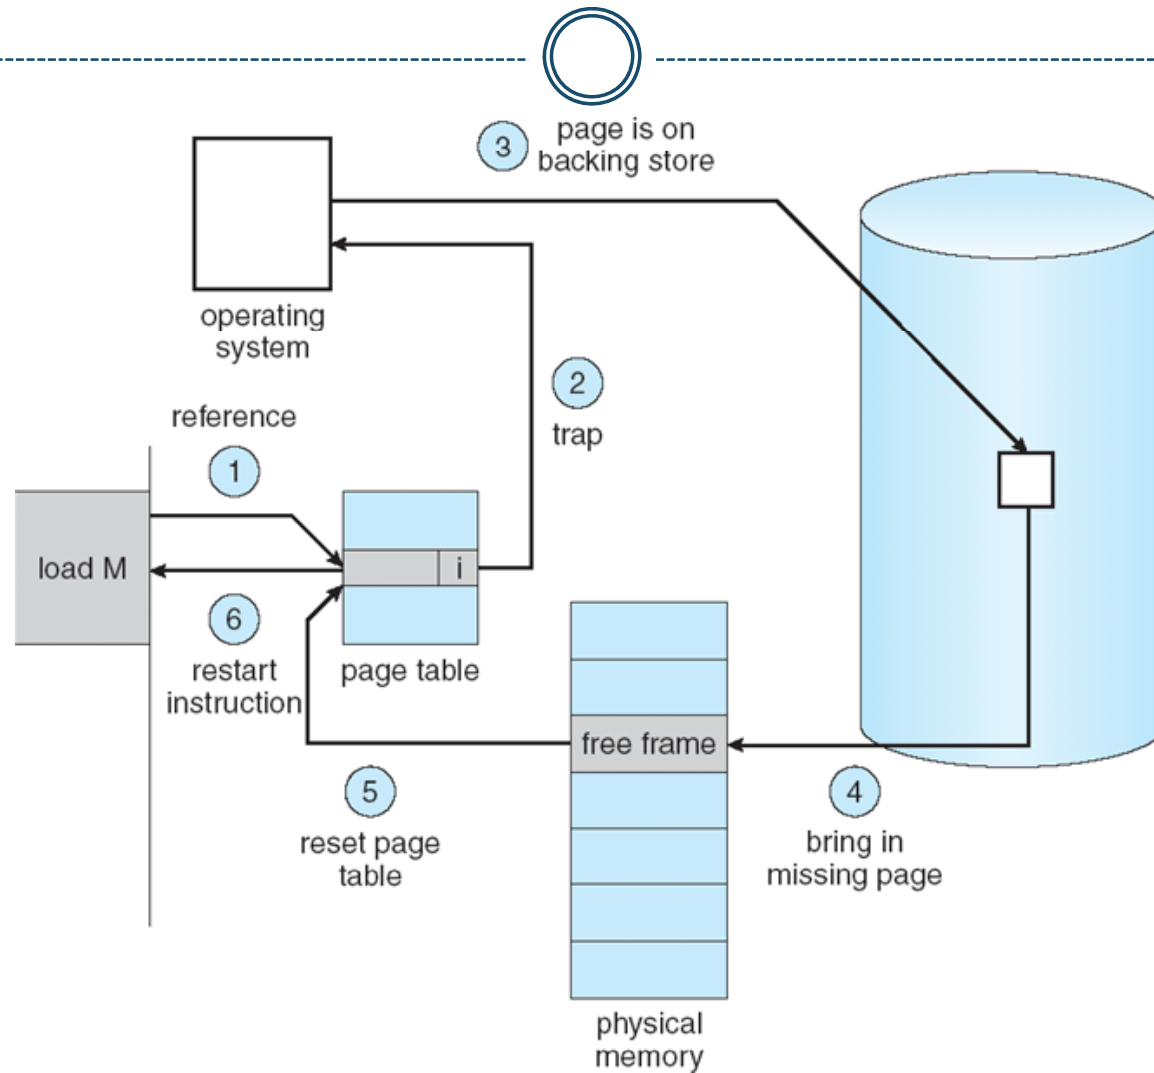 3
page is on
backing store
operating
system
2
trap
reference
1
load M
i
6
restart
instruction
page table
free frame
5
reset page
table
4
bring in
missing page
physical
memory